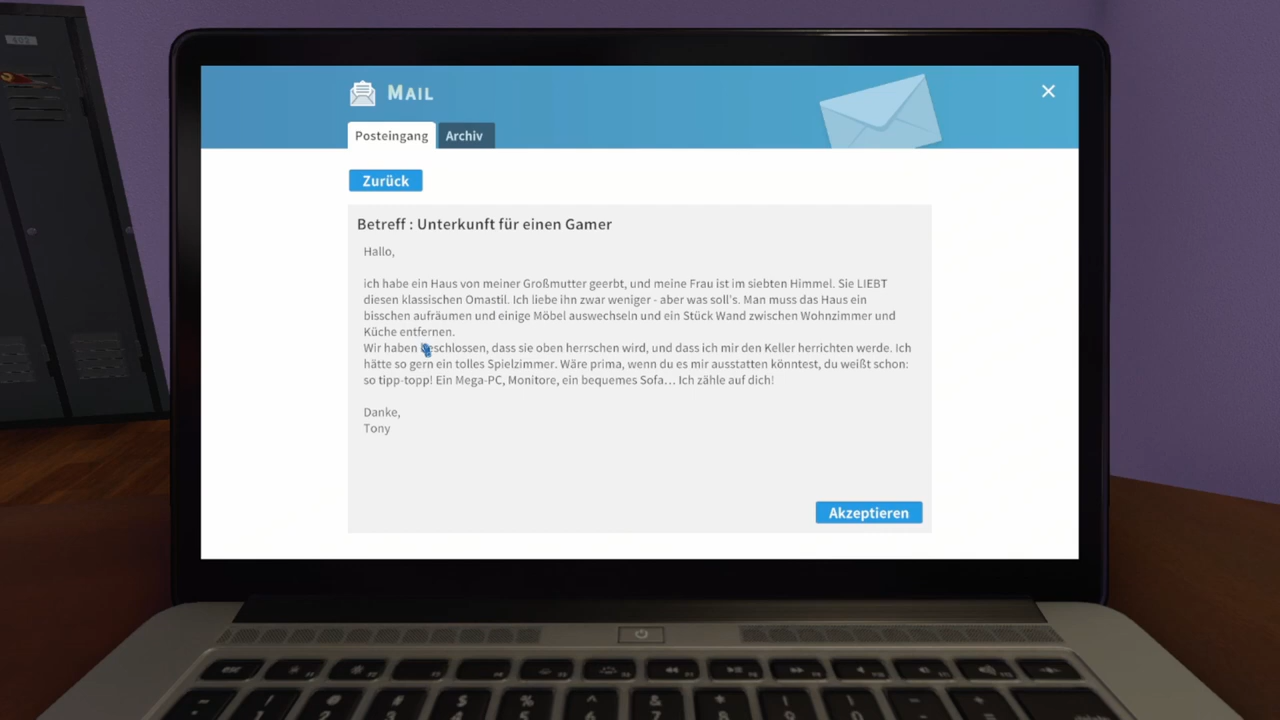 MAIL
Posteingang Archiv
Zurück
Betreff : Unterkunft für einen Gamer
Hallo,
ich habe ein Haus von meiner Großmutter geerbt, und meine Frau ist im siebten Himmel. Sie LIEBT
diesen klassischen Omastil. Ich liebe ihn zwar weniger - aber was soll's. Man muss das Haus ein
bisschen aufräumen und einige Möbel auswechseln und ein Stück Wand zwischen Wohnzimmer und
Küche entfernen.
Wir haben beschlossen, dass sie oben herrschen wird, und dass ich mir den Keller herrichten werde. Ich
hätte so gern ein tolles Spielzimmer. Wäre prima, wenn du es mir ausstatten könntest, du weißt schon:
so tipp-topp! Ein Mega-PC, Monitore, ein bequemes Sofa... Ich zähle auf dich!
Danke,
Tony
Akzeptieren